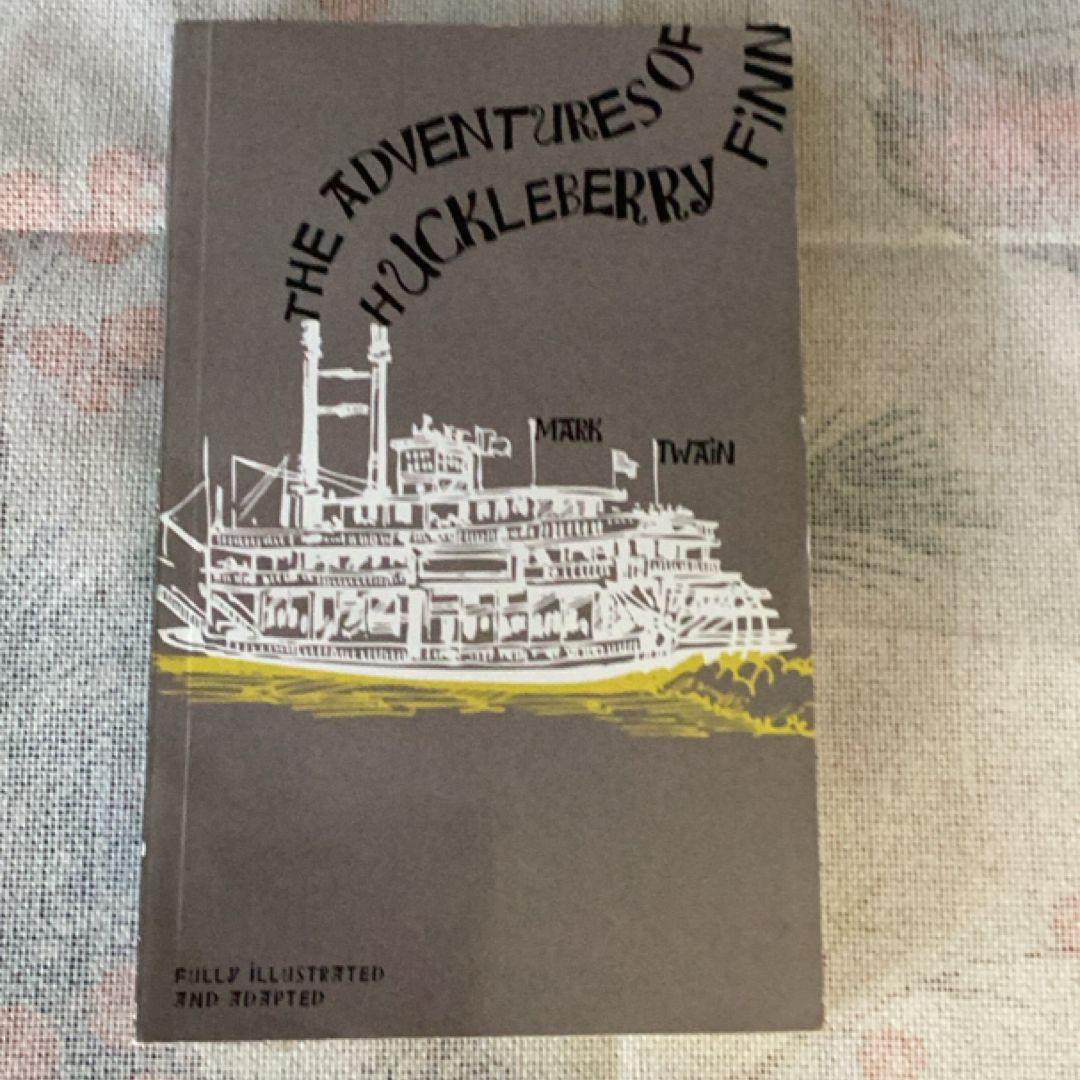 THE ADVENTURES OF
HUCKLEBERRY FiNN
MARK
TWAiN
FULLY iLLUSTRATED
AND ADAPTED